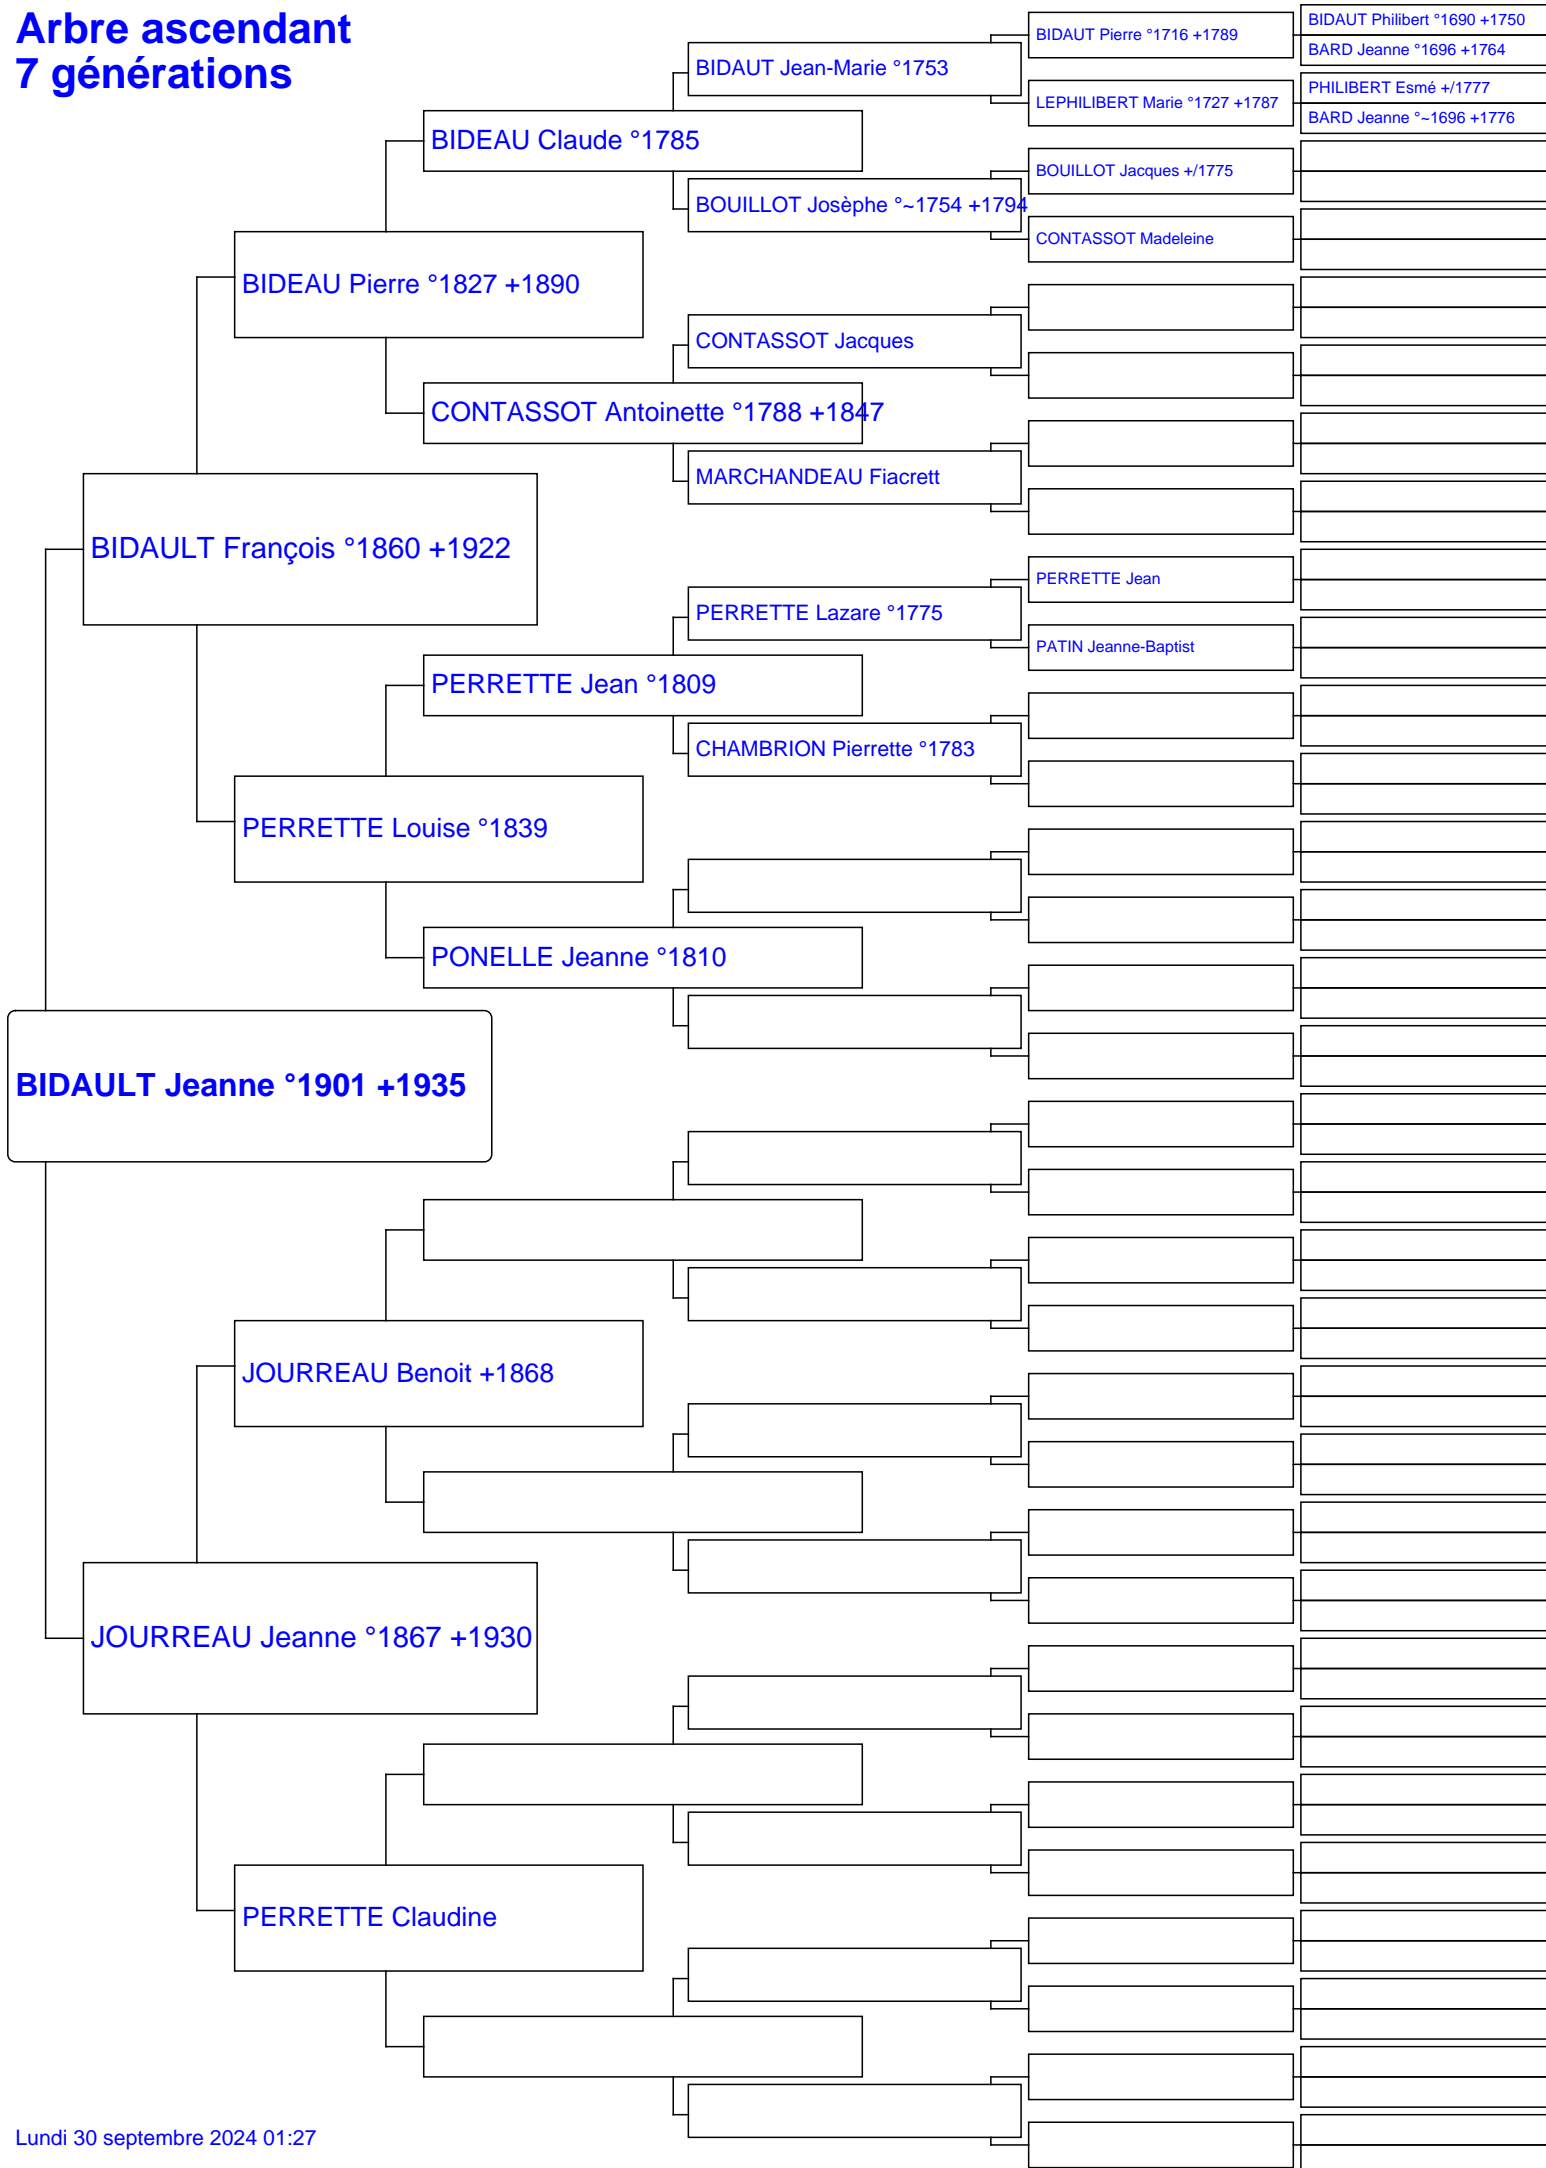 Arbre ascendant
7 générations
BIDAUT Philibert °1690 +1750
BIDAUT Pierre °1716 +1789
BARD Jeanne °1696 +1764
BIDAUT Jean-Marie °1753
PHILIBERT Esmé +/1777
LEPHILIBERT Marie °1727 +1787
BARD Jeanne °~1696 +1776
BIDEAU Claude °1785
BOUILLOT Jacques +/1775
BOUILLOT Josèphe °~1754 +1794
CONTASSOT Madeleine
BIDEAU Pierre °1827 +1890
CONTASSOT Jacques
CONTASSOT Antoinette °1788 +1847
MARCHANDEAU Fiacrett
BIDAULT François °1860 +1922
PERRETTE Jean
PERRETTE Lazare °1775
PATIN Jeanne-Baptist
PERRETTE Jean °1809
CHAMBRION Pierrette °1783
PERRETTE Louise °1839
PONELLE Jeanne °1810
BIDAULT Jeanne °1901 +1935
JOURREAU Benoit +1868
JOURREAU Jeanne °1867 +1930
PERRETTE Claudine
Lundi 30 septembre 2024 01:27